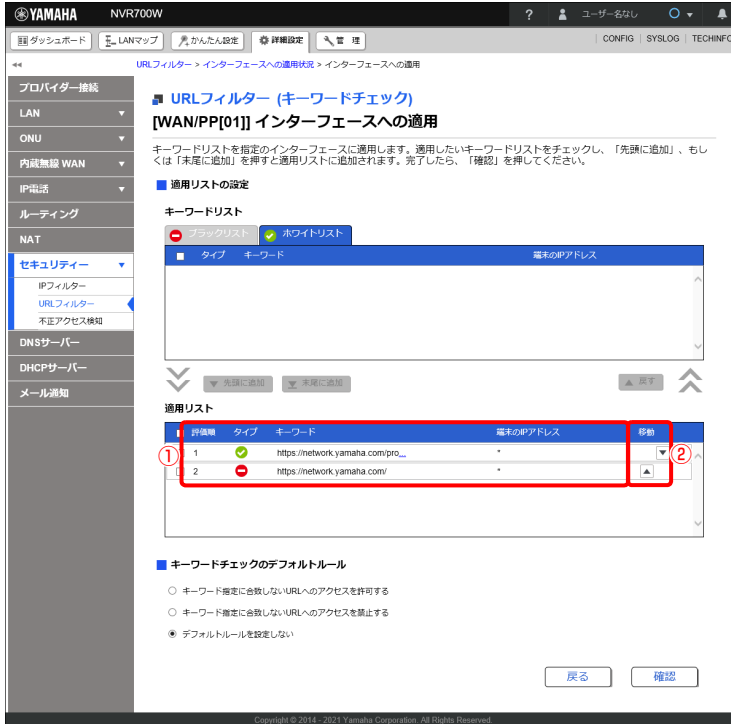 YAMAHA NVR700W ? ユーザーなし
ダッシュボード LANマップ かんたん設定 詳細設定 管 理 CONFIG SYSLOG TECHINFO
URLフィルター > インターフェースへの適用状況 > インターフェースへの適用
プロバイダー接続
LAN
ONU
内蔵無線 WAN
IP電話
ルーティング
NAT
セキュリティー
IPフィルター
URLフィルター
不正アクセス検知
DNSサーバー
DHCPサーバー
メール通知
URLフィルター (キーワードチェック)
[WAN/PP[01]] インターフェースへの適用
キーワードリストを指定のインターフェースに適用します。適用したいキーワードリストをチェックし、「先頭に追加」、もし
くは「末尾に追加」を押すと適用リストに追加されます。完了したら、「確認」を押してください。
適用リストの設定
キーワードリスト
ブラックリスト ホワイトリスト
タイプ キーワード 端末のIPアドレス
先頭に追加 末尾に追加 戻す
適用リスト
評価順 タイプ キーワード 端末のIPアドレス 移動
① 1 https://network.yamaha.com/pro... * ②
2 https://network.yamaha.com/ *
キーワードチェックのデフォルトルール
キーワード指定に合致しないURLへのアクセスを許可する
キーワード指定に合致しないURLへのアクセスを禁止する
デフォルトルールを設定しない
戻る 確認
Copyright © 2014 - 2021 Yamaha Corporation. All Rights Reserved.